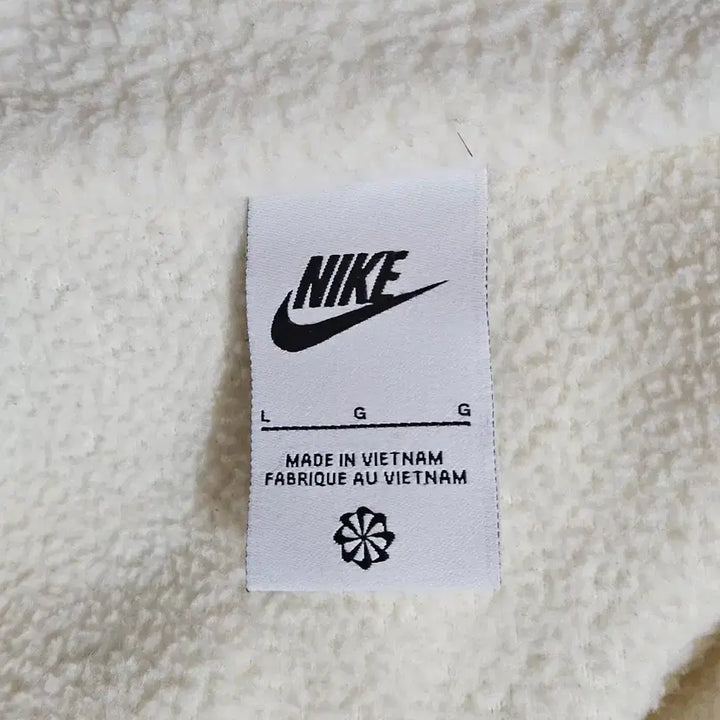 NIKE
L G G
MADE IN VIETNAM
FABRIQUE AU VIETNAM